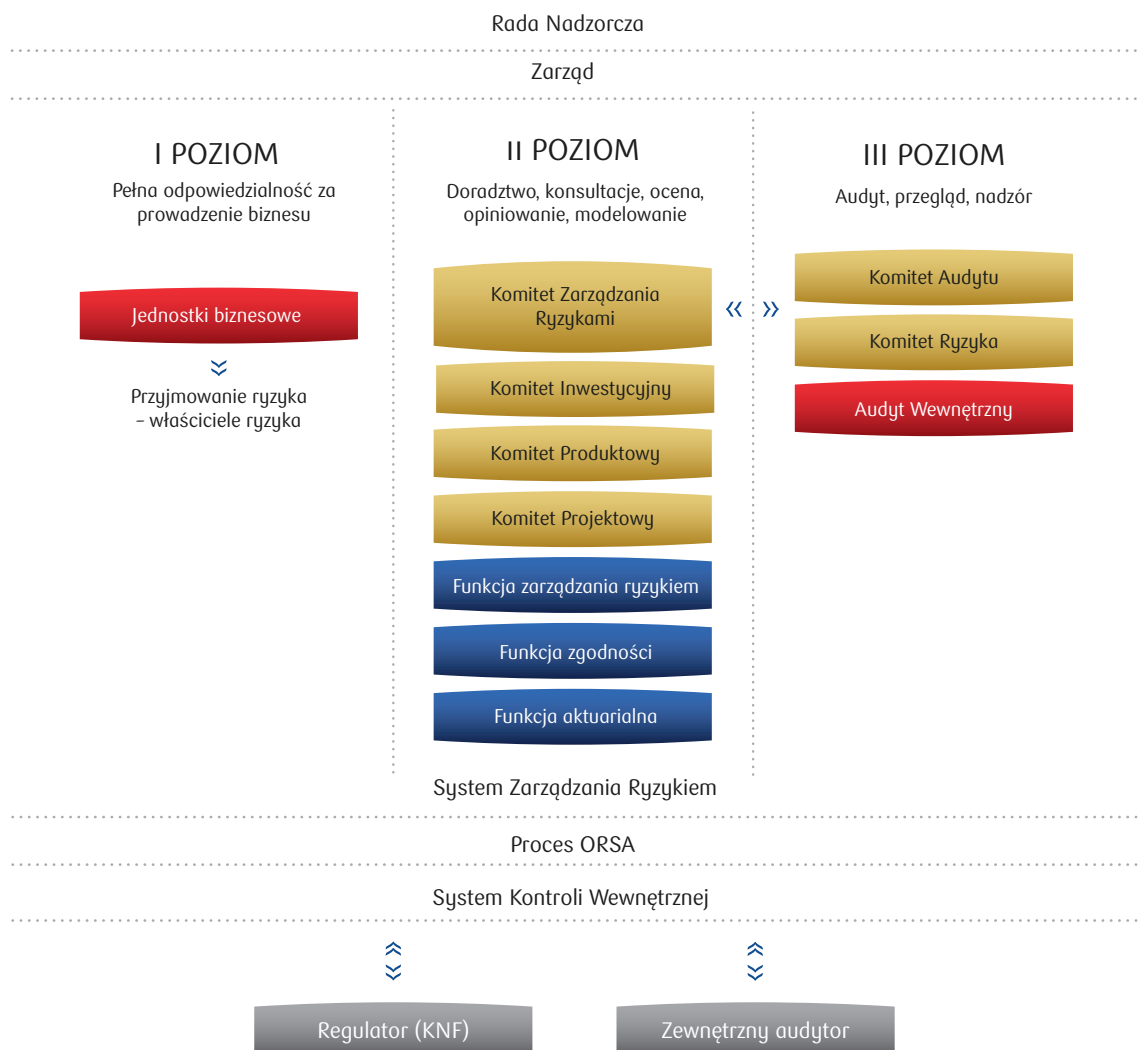 Rada Nadzorcza
Zarząd
I POZIOM
Pełna odpowiedzialność za
prowadzenie biznesu
Jednostki biznesowe
Przyjmowanie ryzyka
– właściciele ryzyka
II POZIOM
Doradztwo, konsultacje, ocena,
opiniowanie, modelowanie
Komitet Zarządzania
Ryzykami
Komitet Inwestycyjny
Komitet Produktowy
Komitet Projektowy
Funkcja zarządzania ryzykiem
Funkcja zgodności
Funkcja aktuarialna
III POZIOM
Audyt, przegląd, nadzór
Komitet Audytu
Komitet Ryzyka
Audyt Wewnętrzny
System Zarządzania Ryzykiem
Proces ORSA
System Kontroli Wewnętrznej
Regulator (KNF)
Zewnętrzny audytor